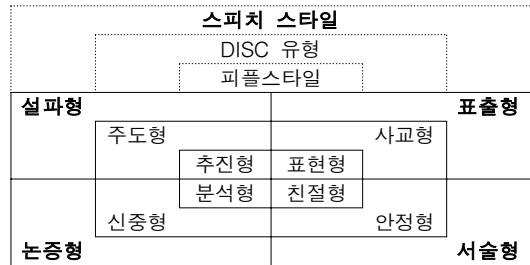 스피치 스타일
DISC 유형
피플스타일
설파형 표출형
주도형 사교형
추진형 표현형
분석형 친절형
신중형 안정형
논증형 서술형